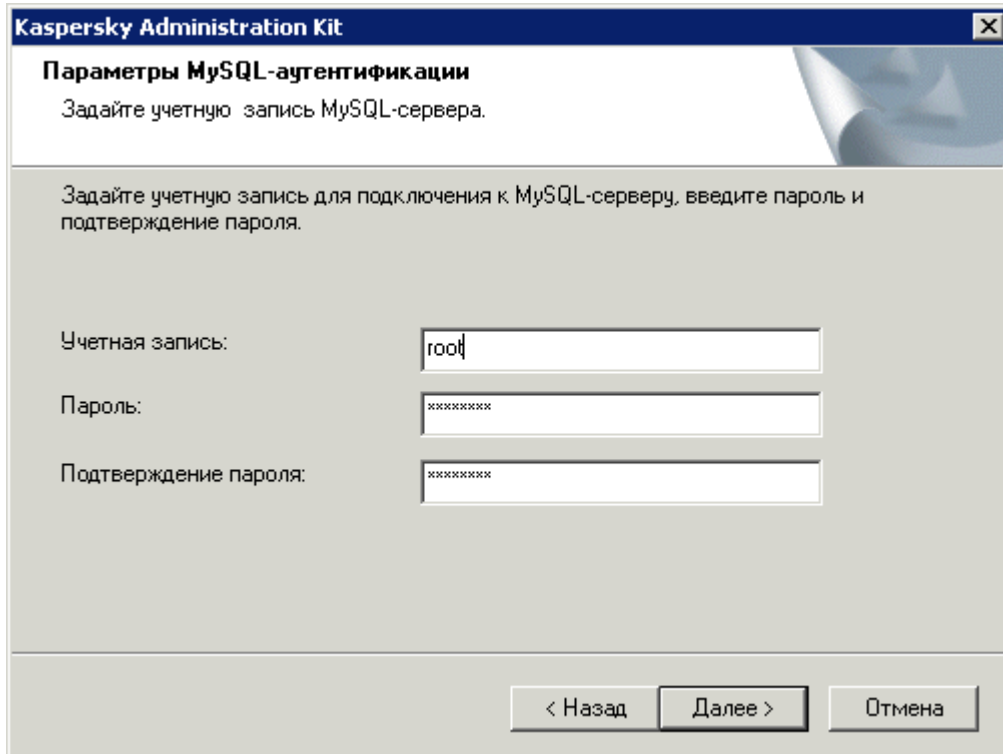 Kaspersky Administration Kit
Параметры MySQL-аутентификации
Задайте учетную запись MySQL-сервера.
Задайте учетную запись для подключения к MySQL-серверу, введите пароль и
подтверждение пароля.
Учетная запись:
root
Пароль:
********
Подтверждение пароля:
********
< Назад
Далее >
Отмена